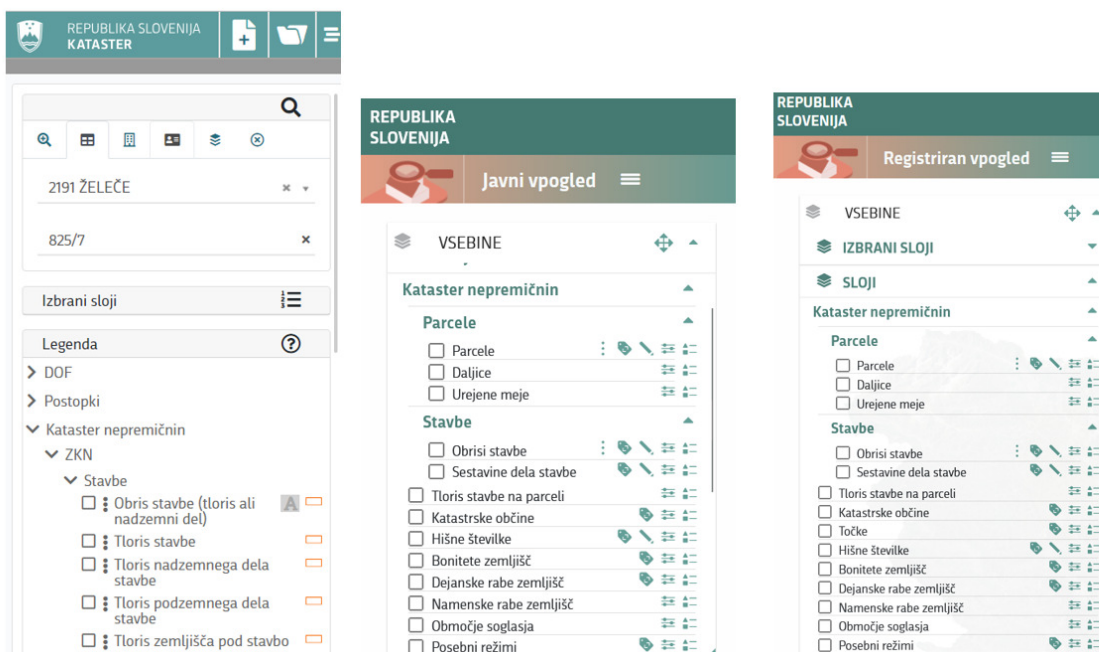 REPUBLIKA SLOVENIJA
KATASTER
2191 ŽELEČE
825/7
Izbrani sloji
Legenda
DOF
Postopki
Kataster nepremičnin
ZKN
Stavbe
Obris stavbe (tloris ali
nadzemni del)
A
Tloris stavbe
Tloris nadzemnega dela
stavbe
Tloris podzemnega dela
stavbe
Tloris zemljišča pod stavbo
REPUBLIKA
SLOVENIJA
Javni vpogled
VSEBINE
Kataster nepremičnin
Parcele
Parcele
Daljice
Urejene meje
Stavbe
Obrisi stavbe
Sestavine dela stavbe
Tloris stavbe na parceli
Katastrske občine
Hišne številke
Bonitete zemljišč
Dejanske rabe zemljišč
Namenske rabe zemljišč
Območje soglasja
Posebni režimi
REPUBLIKA
SLOVENIJA
Registriran vpogled
VSEBINE
IZBRANI SLOJI
SLOJI
Kataster nepremičnin
Parcele
Parcele
Daljice
Urejene meje
Stavbe
Obrisi stavbe
Sestavine dela stavbe
Tloris stavbe na parceli
Katastrske občine
Točke
Hišne številke
Bonitete zemljišč
Dejanske rabe zemljišč
Namenske rabe zemljišč
Območje soglasja
Posebni režimi